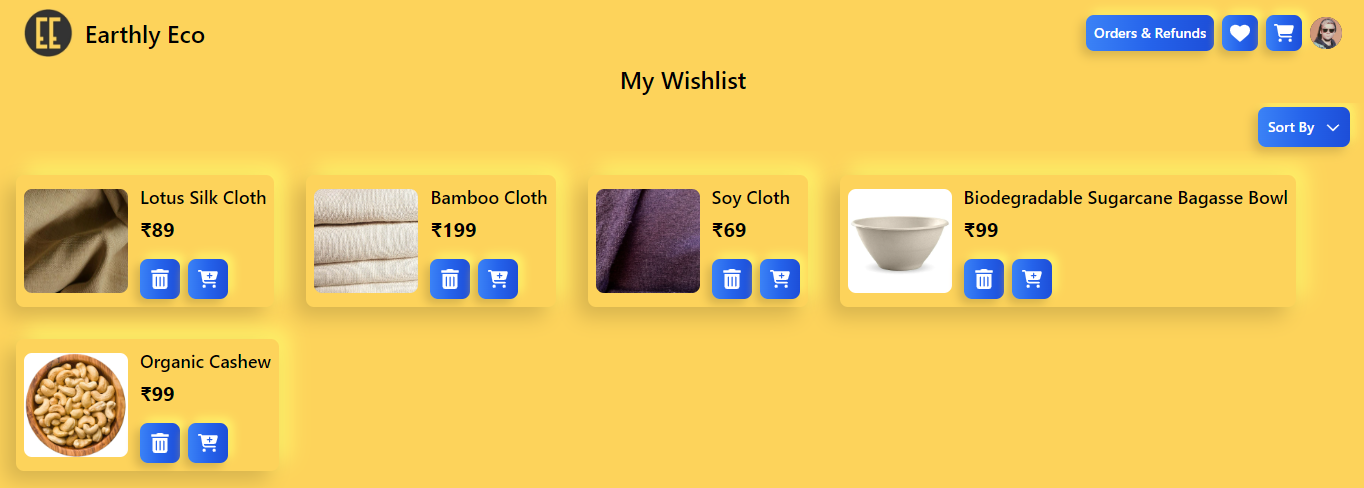 EE Earthly Eco
Orders & Refunds
My Wishlist
Sort By
Lotus Silk Cloth
₹89
Bamboo Cloth
₹199
Soy Cloth
₹69
Biodegradable Sugarcane Bagasse Bowl
₹99
Organic Cashew
₹99